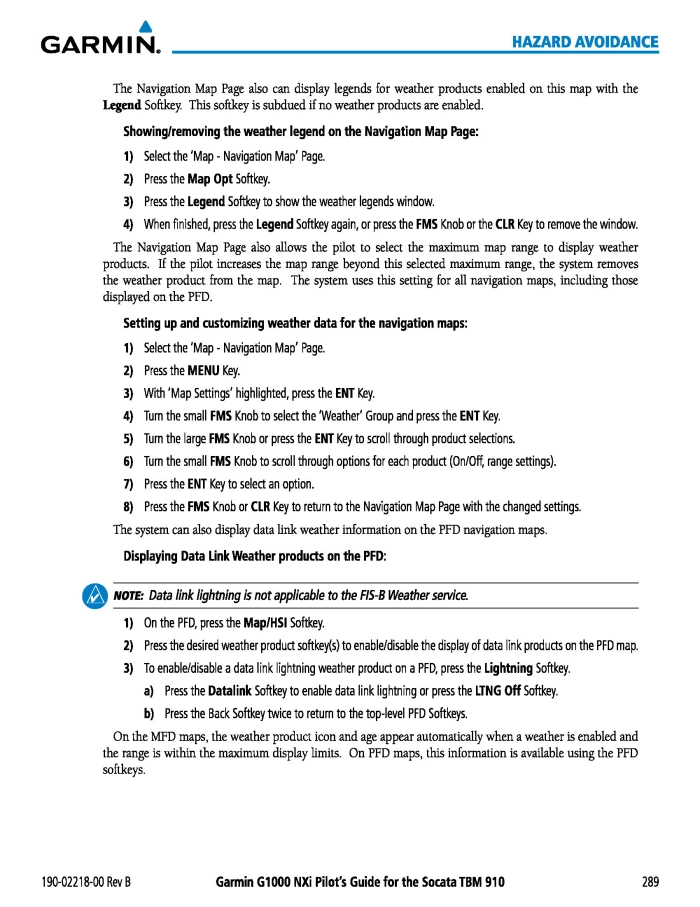 GARMIN.
HAZARD AVOIDANCE
The Navigation Map Page also can display legends for weather products enabled on this map with the
Legend Softkey. This softkey is subdued if no weather products are enabled.
Showing/removing the weather legend on the Navigation Map Page:
1) Select the ‘Map - Navigation Map’ Page.
2) Press the Map Opt Softkey.
3) Press the Legend Softkey to show the weather legends window.
4) When finished, press the Legend Softkey again, or press the FMS Knob or the CLR Key to remove the window.
The Navigation Map Page also allows the pilot to select the maximum map range to display weather
products. If the pilot increases the map range beyond this selected maximum range, the system removes
the weather product from the map. The system uses this setting for all navigation maps, including those
displayed on the PFD.
Setting up and customizing weather data for the navigation maps:
1) Select the ‘Map - Navigation Map’ Page.
2) Press the MENU Key.
3) With ‘Map Settings’ highlighted, press the ENT Key.
4) Turn the small FMS Knob to select the ‘Weather’ Group and press the ENT Key.
5) Turn the large FMS Knob or press the ENT Key to scroll through product selections.
6) Turn the small FMS Knob to scroll through options for each product (On/Off, range settings).
7) Press the ENT Key to select an option.
8) Press the FMS Knob or CLR Key to return to the Navigation Map Page with the changed settings.
The system can also display data link weather information on the PFD navigation maps.
Displaying Data Link Weather products on the PFD:
NOTE: Data link lightning is not applicable to the FIS-B Weather service.
1) On the PFD, press the Map/HSI Softkey.
2) Press the desired weather product softkey(s) to enable/disable the display of data link products on the PFD map.
3) To enable/disable a data link lightning weather product on a PFD, press the Lightning Softkey.
a) Press the Datalink Softkey to enable data link lightning or press the LTNG Off Softkey.
b) Press the Back Softkey twice to return to the top-level PFD Softkeys.
On the MFD maps, the weather product icon and age appear automatically when a weather is enabled and
the range is within the maximum display limits. On PFD maps, this information is available using the PFD
softkeys.
190-02218-00 Rev B
Garmin G1000 NXi Pilot’s Guide for the Socata TBM 910
289